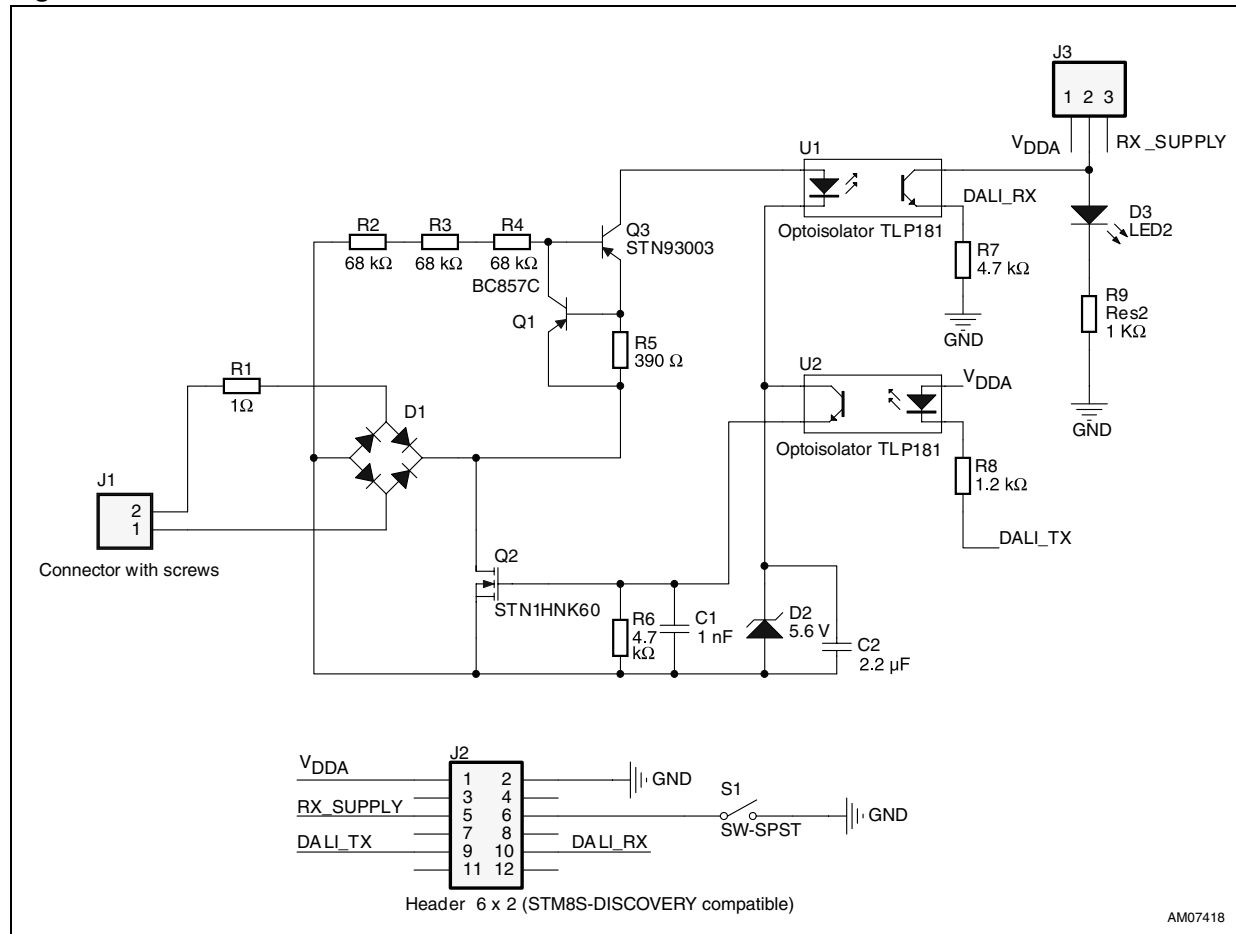 J3
1 2 3
VDDA
RX_SUPPLY
U1
DALI_RX
Optoisolator TLP181
D3
LED2
R7
4.7 kΩ
GND
R9
Res2
1 KΩ
GND
R2
68 kΩ
R3
68 kΩ
R4
68 kΩ
Q3
STN93003
BC857C
Q1
R5
390 Ω
U2
VDDA
Optoisolator TLP181
R8
1.2 kΩ
DALI_TX
R1
1Ω
D1
J1
2
1
Connector with screws
Q2
STN1HNK60
R6
4.7
kΩ
C1
1 nF
D2
5.6 V
C2
2.2 µF
J2
VDDA
1 2
GND
3 4
RX_SUPPLY
5 6
S1
SW-SPST
GND
7 8
DALI_TX
9 10
DALI_RX
11 12
Header 6 x 2 (STM8S-DISCOVERY compatible)
AM07418